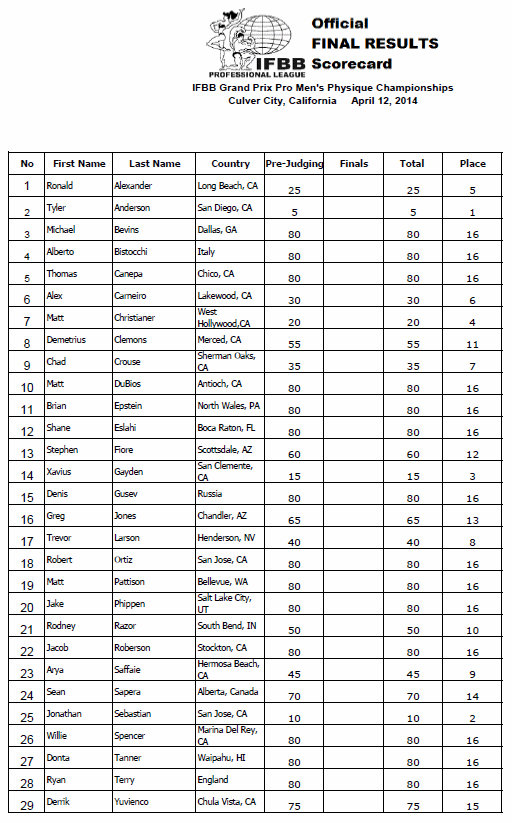 IFBB
PROFESSIONAL LEAGUE
Official
FINAL RESULTS
Scorecard
IFBB Grand Prix Pro Men's Physique Championships
Culver City, California April 12, 2014
No First Name Last Name Country Pre-Judging Finals Total Place
1 Ronald Alexander Long Beach, CA 25 25 5
2 Tyler Anderson San Diego, CA 5 5 1
3 Michael Bevins Dallas, GA 80 80 16
4 Alberto Bistocchi Italy 80 80 16
5 Thomas Canepa Chico, CA 80 80 16
6 Alex Carneiro Lakewood, CA 30 30 6
7 Matt Christianer West Hollywood,CA 20 20 4
8 Demetrius Clemons Merced, CA 55 55 11
9 Chad Crouse Sherman Oaks, CA 35 35 7
10 Matt DuBios Antioch, CA 80 80 16
11 Brian Epstein North Wales, PA 80 80 16
12 Shane Eslahi Boca Raton, FL 80 80 16
13 Stephen Fiore Scottsdale, AZ 60 60 12
14 Xavius Gayden San Clemente, CA 15 15 3
15 Denis Gusev Russia 80 80 16
16 Greg Jones Chandler, AZ 65 65 13
17 Trevor Larson Henderson, NV 40 40 8
18 Robert Ortiz San Jose, CA 80 80 16
19 Matt Pattison Bellevue, WA 80 80 16
20 Jake Phippen Salt Lake City, UT 80 80 16
21 Rodney Razor South Bend, IN 50 50 10
22 Jacob Roberson Stockton, CA 80 80 16
23 Arya Saffaie Hermosa Beach, CA 45 45 9
24 Sean Sapera Alberta, Canada 70 70 14
25 Jonathan Sebastian San Jose, CA 10 10 2
26 Willie Spencer Marina Del Rey, CA 80 80 16
27 Donta Tanner Waipahu, HI 80 80 16
28 Ryan Terry England 80 80 16
29 Derrik Yuvienco Chula Vista, CA 75 75 15